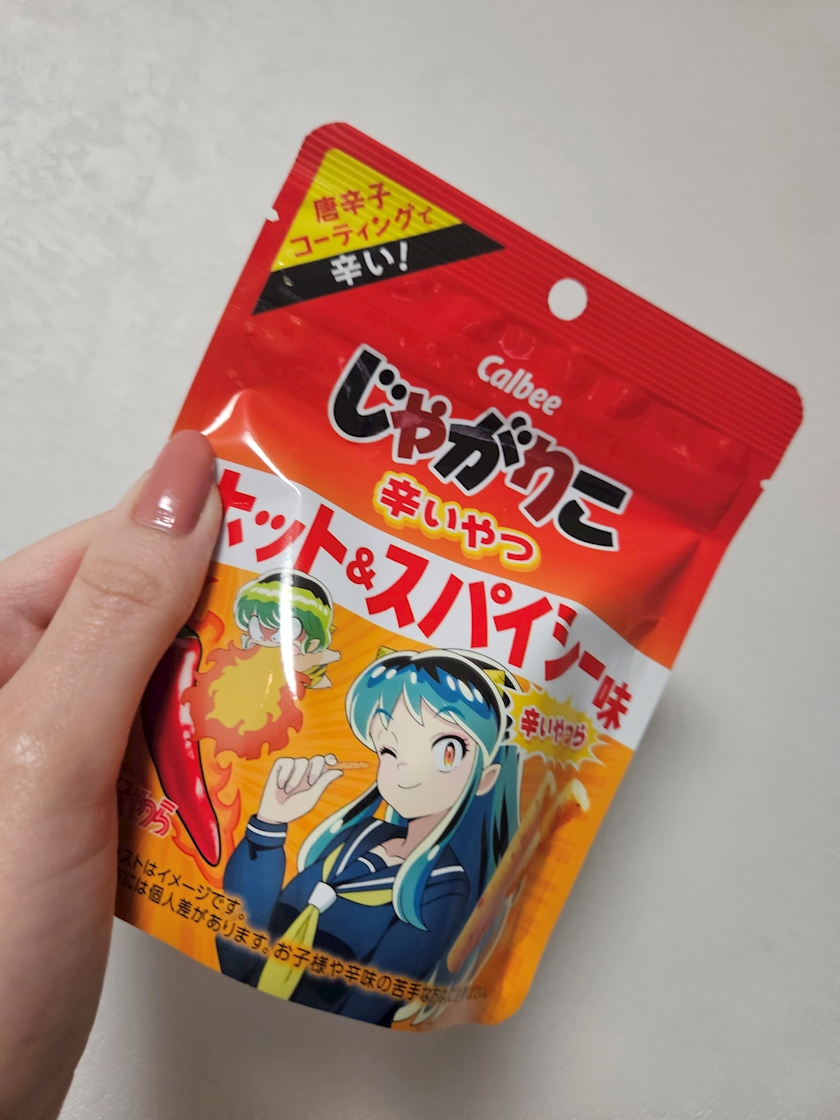 唐辛子
コーティングで
辛い!
Calbee
じゃがりこ
辛いやつ
ホット&スパイシー味
辛いやつら
やつら
ストはイメージです。
には個人差があります。お子様や辛味の苦手な